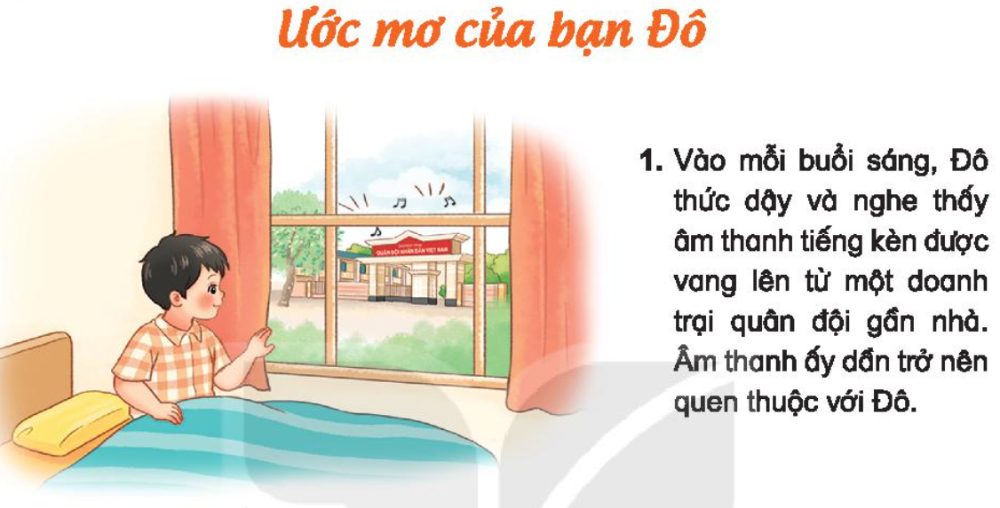 Ước mơ của bạn Đô
1. Vào mỗi buổi sáng, Đô
thức dậy và nghe thấy
âm thanh tiếng kèn được
vang lên từ một doanh
trại quân đội gần nhà.
Âm thanh ấy dần trở nên
quen thuộc với Đô.
QUÂN ĐỘI NHÂN DÂN VIỆT NAM